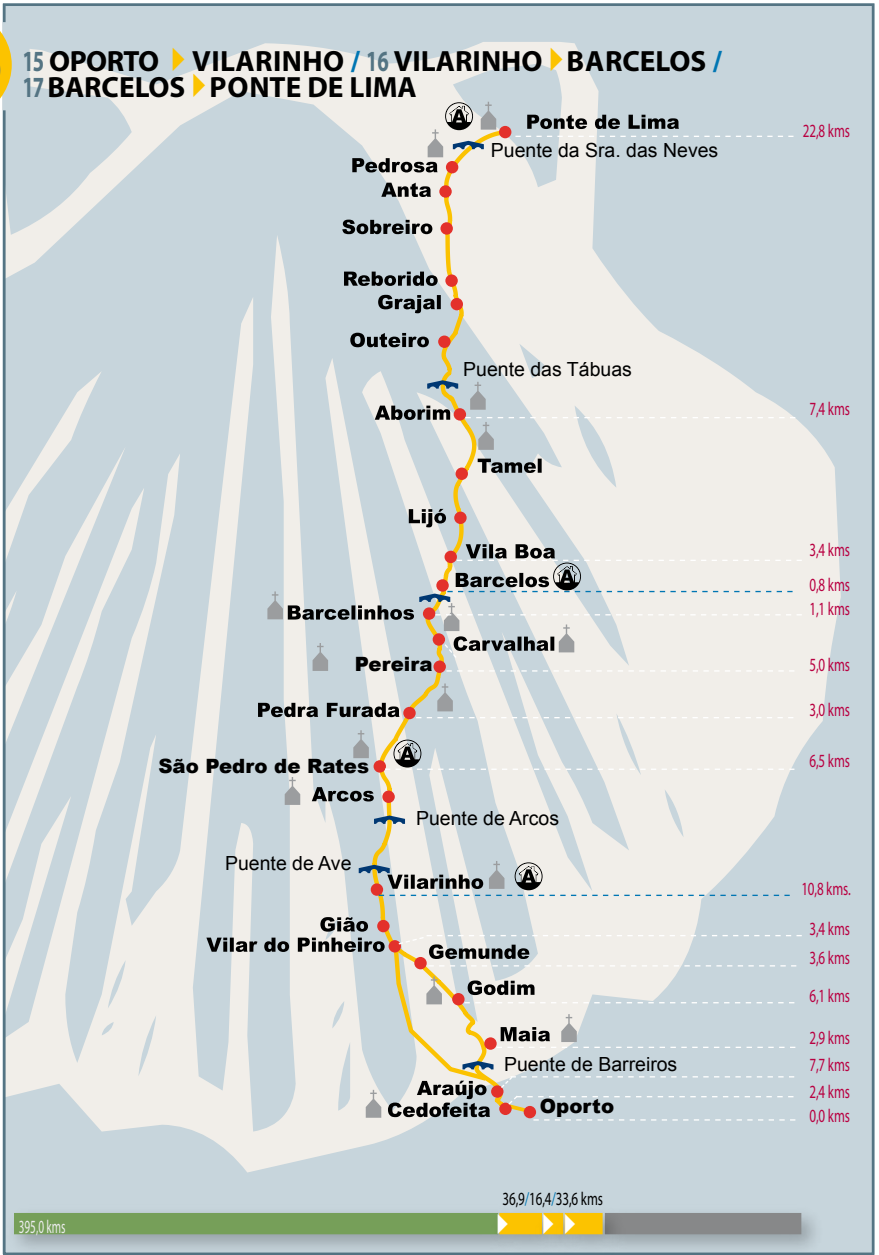 15 OPORTO VILARINHO / 16 VILARINHO BARCELOS /
17 BARCELOS PONTE DE LIMA
Ponte de Lima
22,8 kms
Puente da Sra. das Neves
Pedrosa
Anta
Sobreiro
Reborido
Grajal
Outeiro
Puente das Tábuas
Aborim
7,4 kms
Tamel
Lijó
Vila Boa
3,4 kms
Barcelos
A
0,8 kms
Barcelinhos
1,1 kms
Carvalhal
Pereira
5,0 kms
Pedra Furada
3,0 kms
A
São Pedro de Rates
6,5 kms
Arcos
Puente de Arcos
Puente de Ave
Vilarinho
A
10,8 kms.
Gião
3,4 kms
Vilar do Pinheiro
Gemunde
3,6 kms
Godim
6,1 kms
Maia
2,9 kms
Puente de Barreiros
7,7 kms
Araújo
2,4 kms
Cedofeita
Oporto
0,0 kms
36,9/16,4/33,6 kms
395,0 kms
A